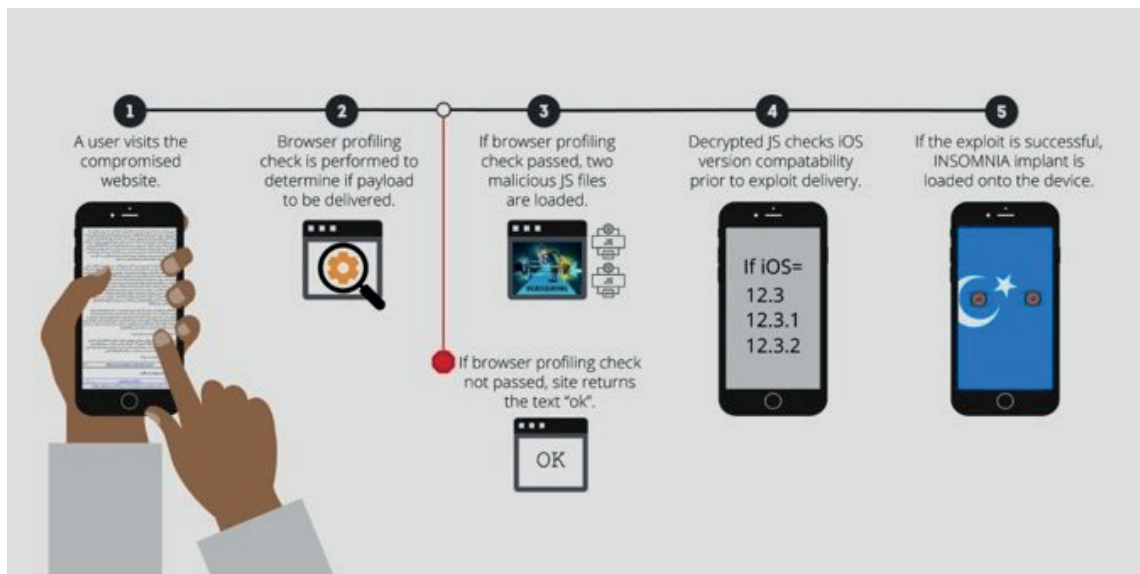 1
A user visits the
compromised
website.
2
Browser profiling
check is performed to
determine if payload
to be delivered.
3
If browser profiling
check passed, two
malicious JS files
are loaded.
JS
JS
If browser profiling check
not passed, site returns
the text "ok".
OK
4
Decrypted JS checks iOS
version compatability
prior to exploit delivery.
If iOS=
12.3
12.3.1
12.3.2
5
If the exploit is successful,
INSOMNIA implant is
loaded onto the device.